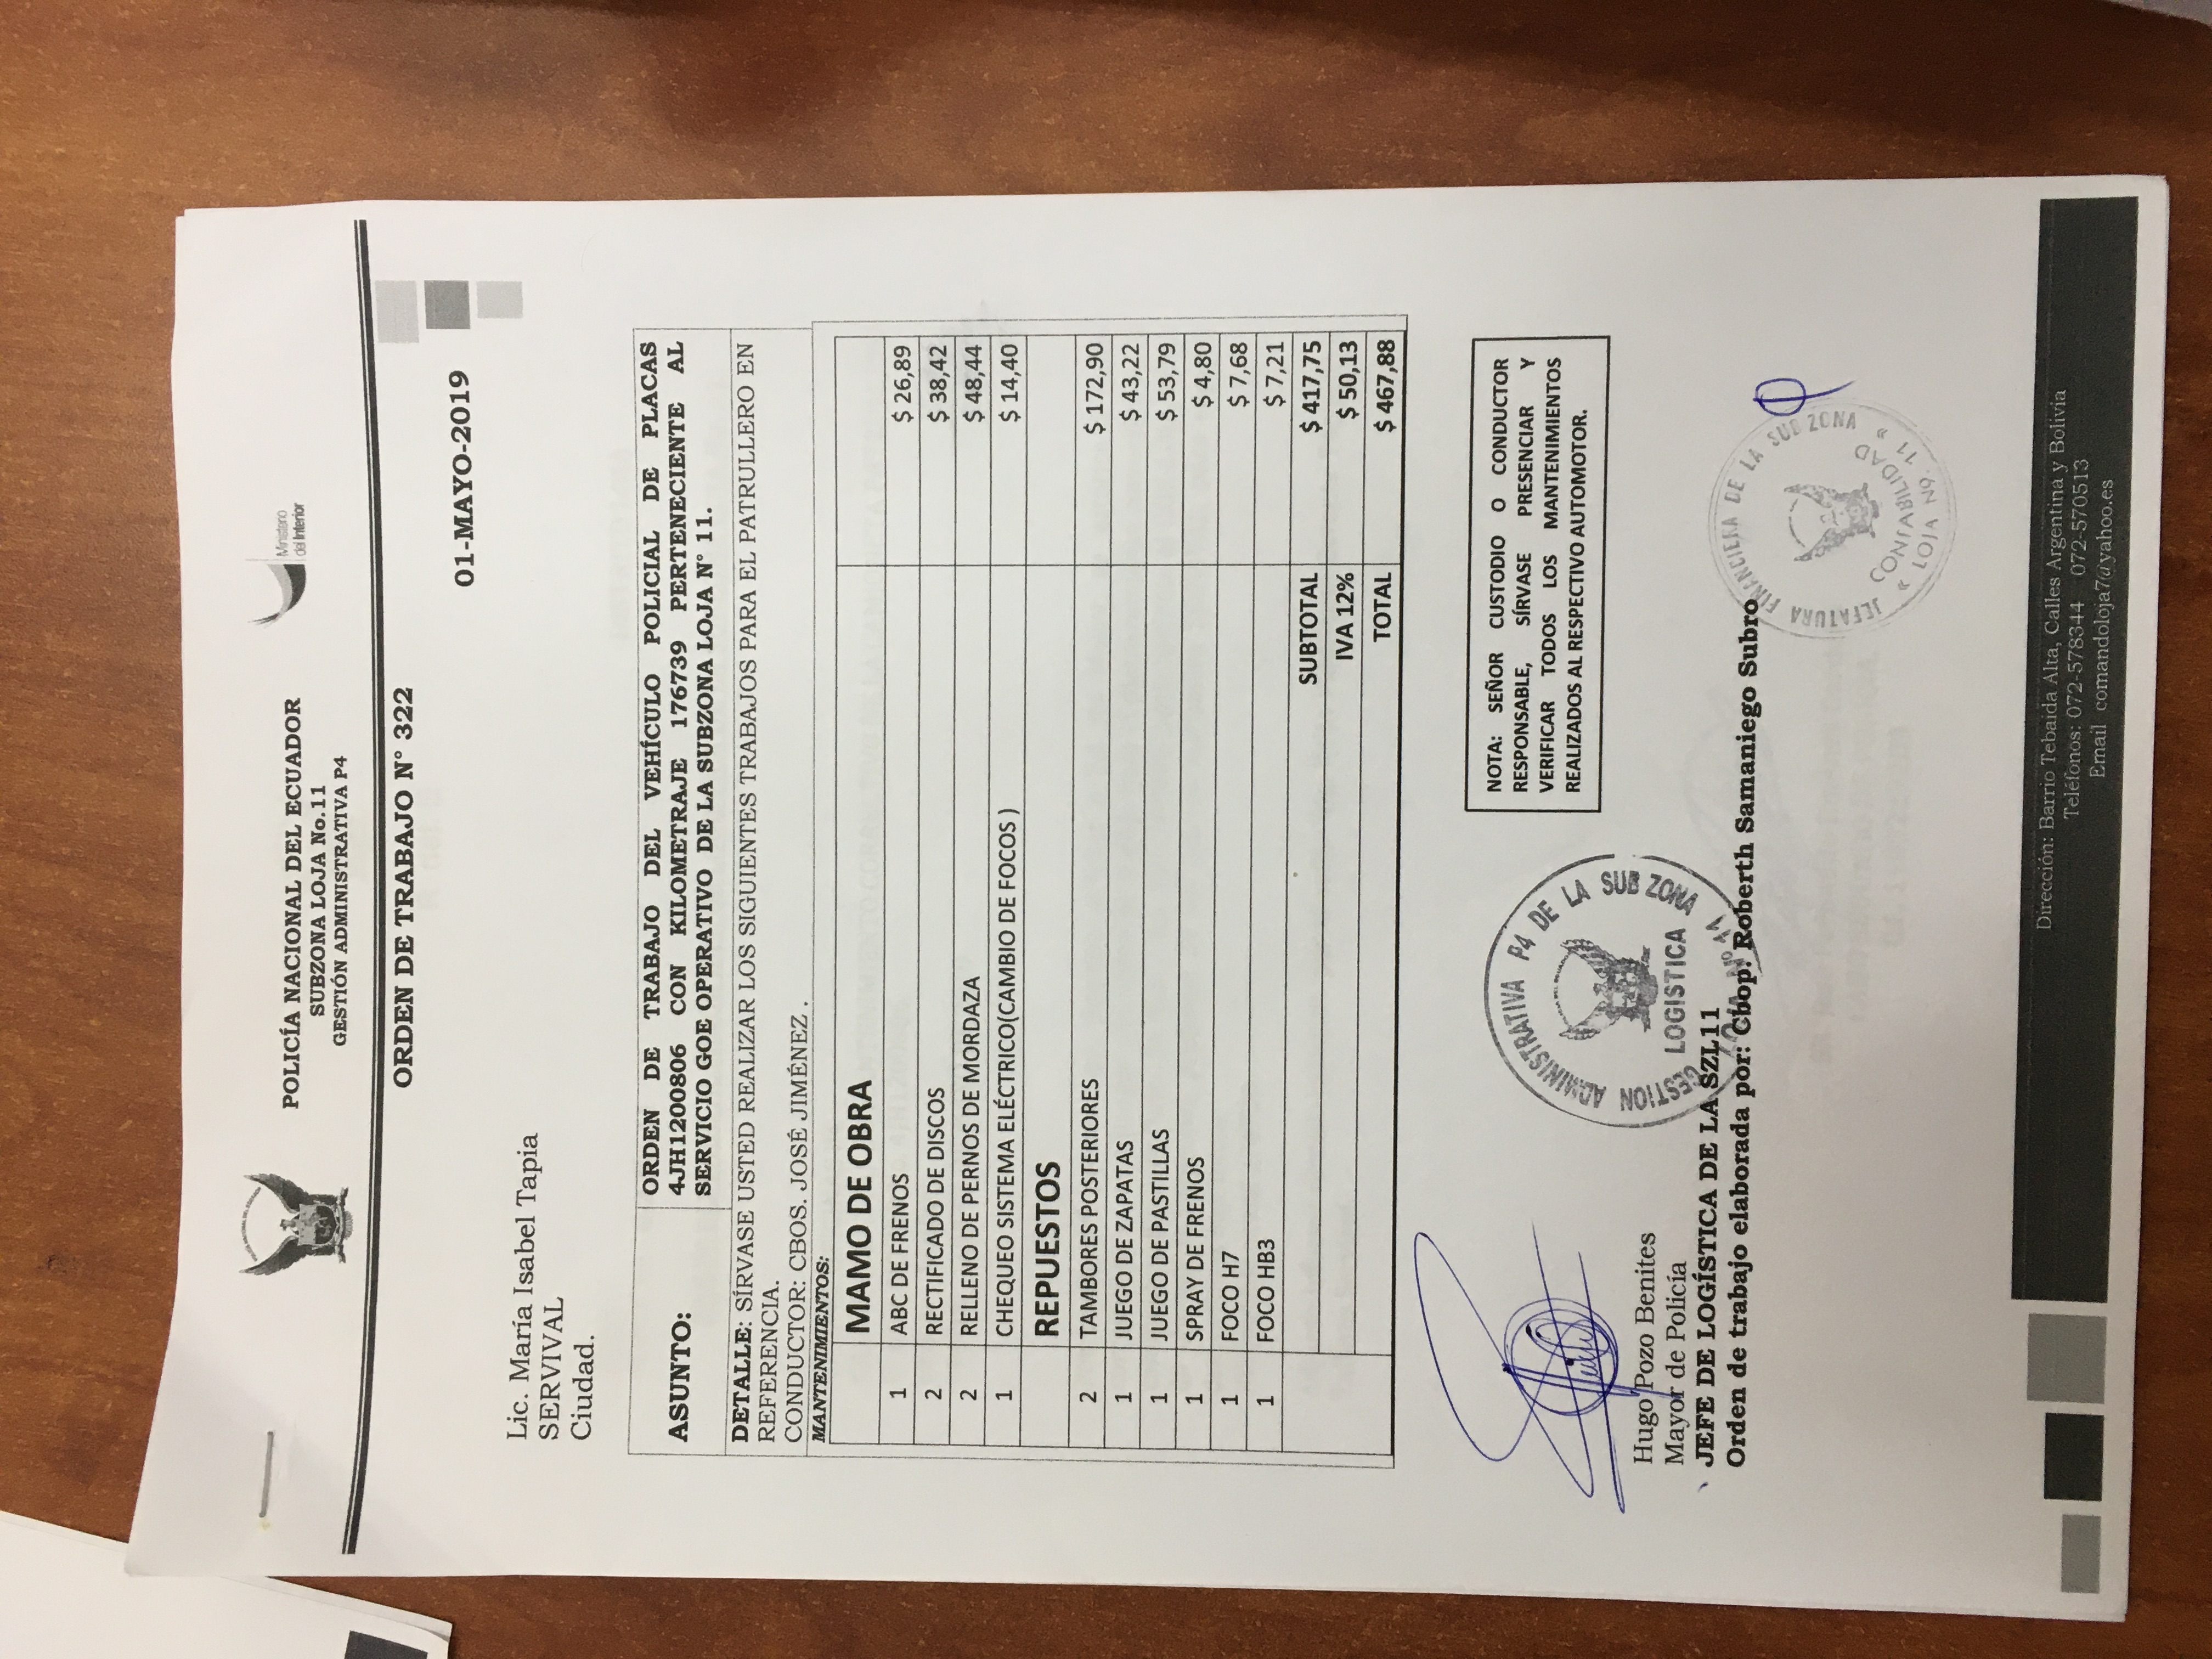 POLICÍA NACIONAL DEL ECUADOR
SUBZONA LOJA No.11
GESTIÓN ADMINISTRATIVA P4
Ministerio
del Interior
ORDEN DE TRABAJO N° 322
01-MAYO-2019
Lic. María Isabel Tapia
SERVIVAL
Ciudad.
ASUNTO:
ORDEN DE TRABAJO DEL VEHÍCULO POLICIAL DE PLACAS
4JH1200806 CON KILOMETRAJE 176739 PERTENECIENTE AL
SERVICIO GOE OPERATIVO DE LA SUBZONA LOJA N° 11.
DETALLE: SÍRVASE USTED REALIZAR LOS SIGUIENTES TRABAJOS PARA EL PATRULLERO EN
REFERENCIA.
CONDUCTOR: CBOS. JOSÉ JIMÉNEZ .
MANTENIMIENTOS:
MAMO DE OBRA
1 ABC DE FRENOS $ 26,89
2 RECTIFICADO DE DISCOS $ 38,42
2 RELLENO DE PERNOS DE MORDAZA $ 48,44
1 CHEQUEO SISTEMA ELÉCTRICO(CAMBIO DE FOCOS ) $ 14,40
REPUESTOS
2 TAMBORES POSTERIORES $ 172,90
1 JUEGO DE ZAPATAS $ 43,22
1 JUEGO DE PASTILLAS $ 53,79
1 SPRAY DE FRENOS $ 4,80
1 FOCO H7 $ 7,68
1 FOCO HB3 $ 7,21
SUBTOTAL $ 417,75
IVA 12% $ 50,13
TOTAL $ 467,88
NOTA: SEÑOR CUSTODIO O CONDUCTOR
RESPONSABLE, SÍRVASE PRESENCIAR Y
VERIFICAR TODOS LOS MANTENIMIENTOS
REALIZADOS AL RESPECTIVO AUTOMOTOR.
GESTION ADMINISTRATIVA P4 DE LA SUB ZONA
LOGISTICA
LOJA Nº 11
Hugo Pozo Benites
Mayor de Policía
JEFE DE LOGÍSTICA DE LA SZL11
Orden de trabajo elaborada por: Cbop. Roberth Samaniego Subro
JEFATURA FINANCIERA DE LA SUB ZONA
CONTABILIDAD
« LOJA Nº. 11 »
Dirección: Barrio Tebaida Alta, Calles Argentina y Bolivia
Teléfonos: 072-578344 072-570513
Email comandoloja7@yahoo.es